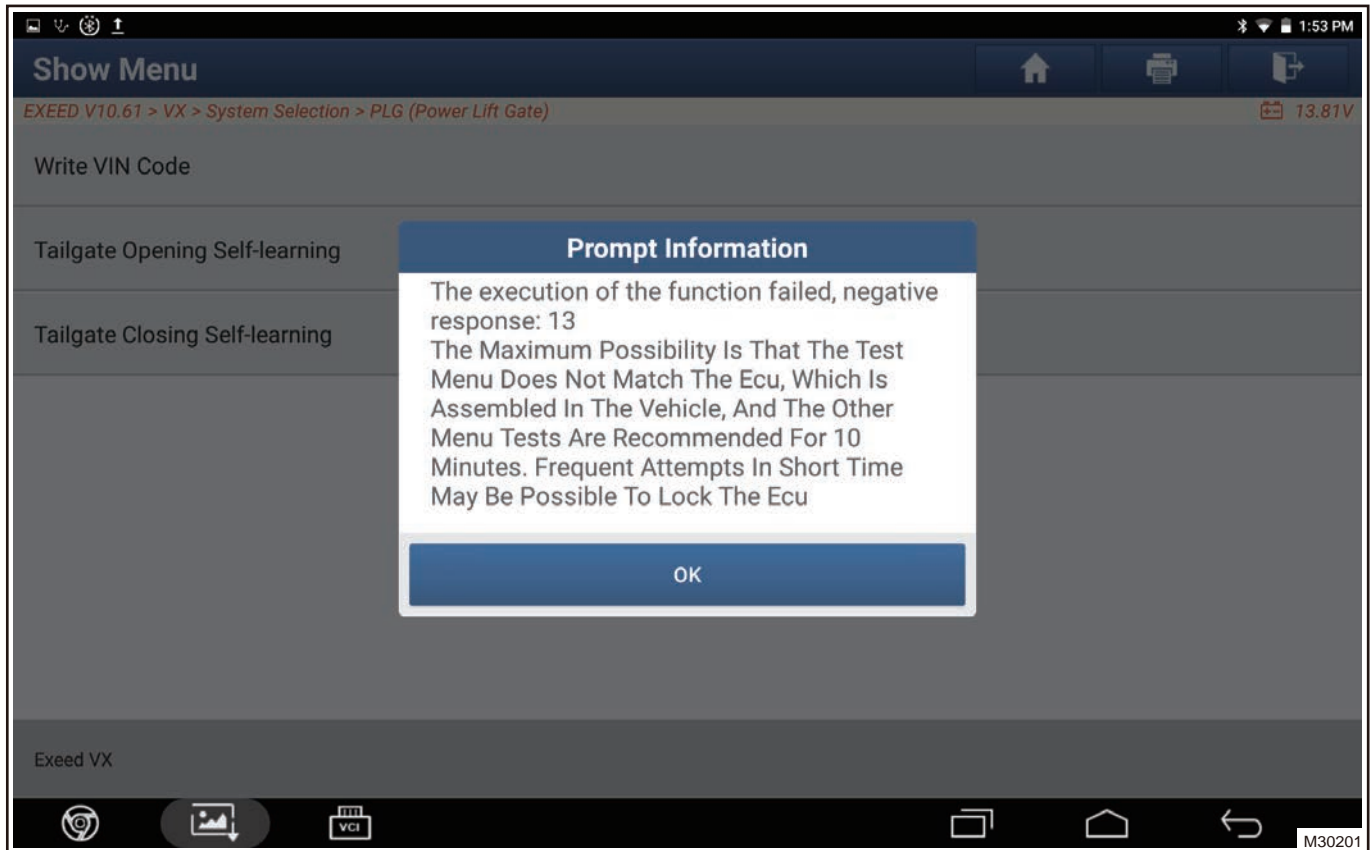 1:53 PM
Show Menu
EXEED V10.61 > VX > System Selection > PLG (Power Lift Gate)
13.81V
Write VIN Code
Tailgate Opening Self-learning
Tailgate Closing Self-learning
Prompt Information
The execution of the function failed, negative
response: 13
The Maximum Possibility Is That The Test
Menu Does Not Match The Ecu, Which Is
Assembled In The Vehicle, And The Other
Menu Tests Are Recommended For 10
Minutes. Frequent Attempts In Short Time
May Be Possible To Lock The Ecu
OK
Exeed VX
VCI
M30201